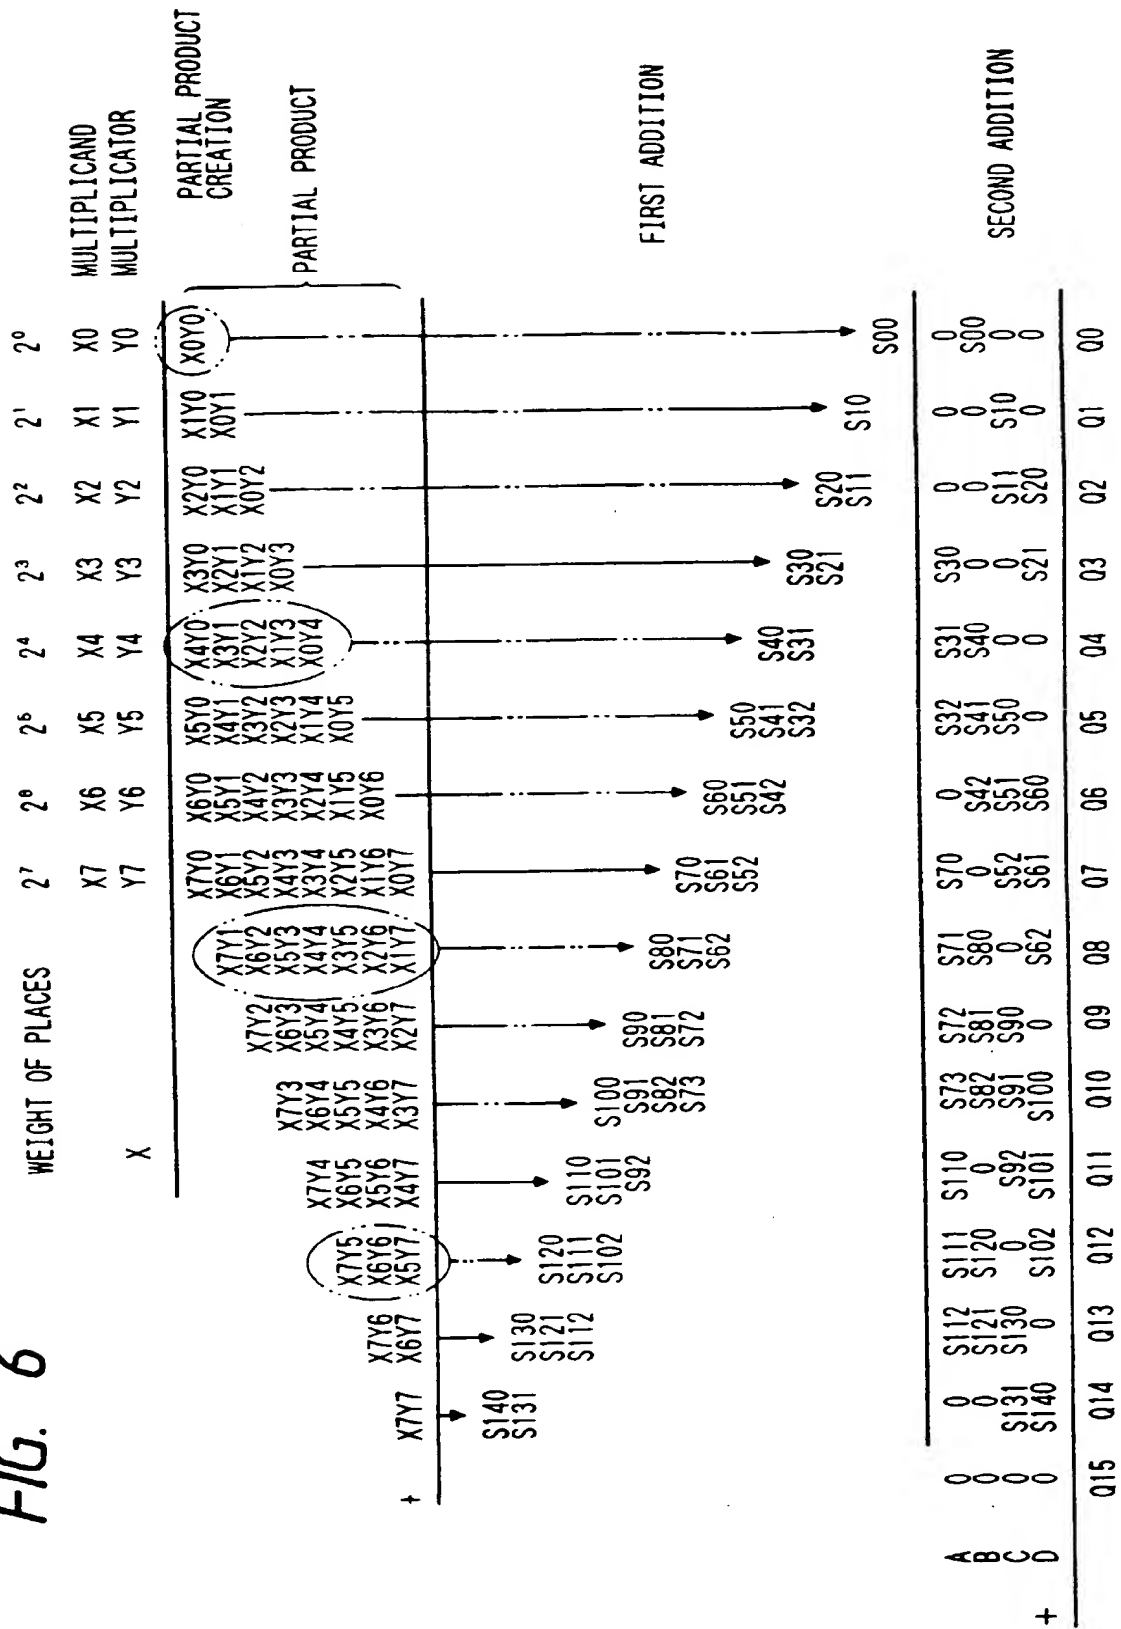 FIG. 6
WEIGHT OF PLACES 2⁷ 2⁶ 2⁵ 2⁴ 2³ 2² 2¹ 2⁰
X7 X6 X5 X4 X3 X2 X1 X0 MULTIPLICAND
X Y7 Y6 Y5 Y4 Y3 Y2 Y1 Y0 MULTIPLICATOR
PARTIAL PRODUCT
CREATION
X7Y0 X6Y0 X5Y0 X4Y0 X3Y0 X2Y0 X1Y0 X0Y0
X7Y1 X6Y1 X5Y1 X4Y1 X3Y1 X2Y1 X1Y1 X0Y1
X7Y2 X6Y2 X5Y2 X4Y2 X3Y2 X2Y2 X1Y2 X0Y2
X7Y3 X6Y3 X5Y3 X4Y3 X3Y3 X2Y3 X1Y3 X0Y3
PARTIAL PRODUCT
X7Y4 X6Y4 X5Y4 X4Y4 X3Y4 X2Y4 X1Y4 X0Y4
X7Y5 X6Y5 X5Y5 X4Y5 X3Y5 X2Y5 X1Y5 X0Y5
X7Y6 X6Y6 X5Y6 X4Y6 X3Y6 X2Y6 X1Y6 X0Y6
+ X7Y7 X6Y7 X5Y7 X4Y7 X3Y7 X2Y7 X1Y7 X0Y7
S140
S131 S130
S121 S120
S112 S111 S110
S102 S101 S100
S92 S91 S90
FIRST ADDITION
S82 S81 S80
S73 S72 S71 S70
S62 S61 S60
S52 S51 S50
S42 S41 S40
S32 S31 S30
S21 S20
S11 S10
S00
A 0 0 S112 S111 S110 S73 S72 S71 S70 0 S32 S31 S30 0 0 0
B 0 0 S121 S120 0 S82 S81 S80 0 S42 S41 S40 0 0 0 S00
SECOND ADDITION
C 0 S131 S130 0 S92 S91 S90 0 S52 S51 S50 0 0 S11 S10 0
+ D 0 S140 0 S102 S101 S100 0 S62 S61 S60 0 0 S21 S20 0 0
Q15 Q14 Q13 Q12 Q11 Q10 Q9 Q8 Q7 Q6 Q5 Q4 Q3 Q2 Q1 Q0